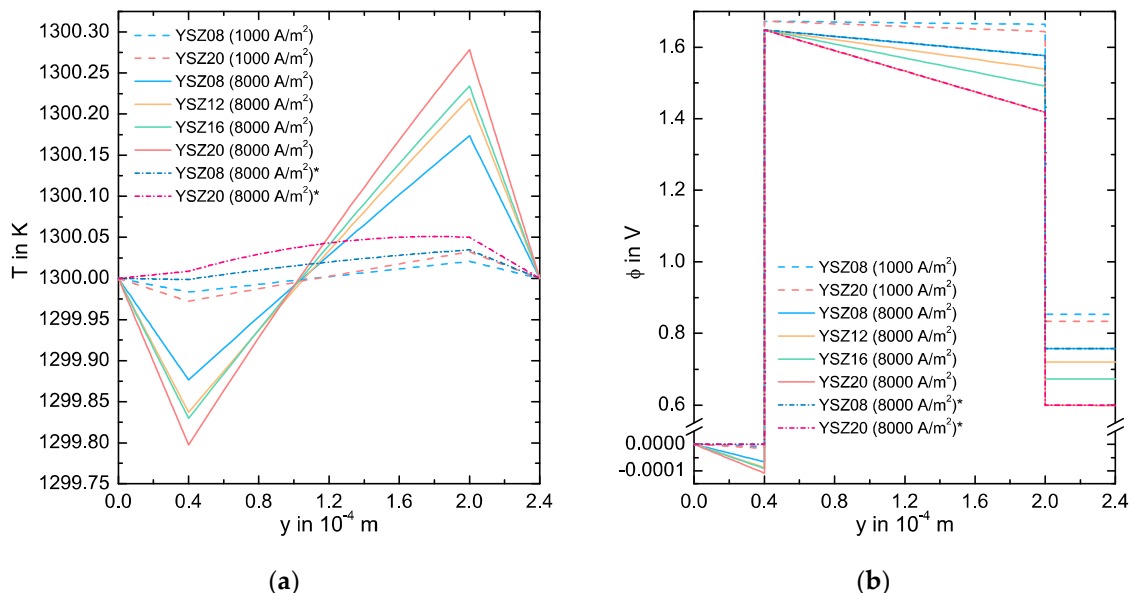 1300.30
1300.25
1300.20
1300.15
1300.10
1300.05
1300.00
1299.95
1299.90
1299.85
1299.80
1299.75
T in K
YSZ08 (1000 A/m²)
YSZ20 (1000 A/m²)
YSZ08 (8000 A/m²)
YSZ12 (8000 A/m²)
YSZ16 (8000 A/m²)
YSZ20 (8000 A/m²)
YSZ08 (8000 A/m²)*
YSZ20 (8000 A/m²)*
0.0 0.4 0.8 1.2 1.6 2.0 2.4
y in 10⁻⁴ m
(a)
1.6
1.4
1.2
1.0
0.8
0.6
0.0000
-0.0001
ϕ in V
YSZ08 (1000 A/m²)
YSZ20 (1000 A/m²)
YSZ08 (8000 A/m²)
YSZ12 (8000 A/m²)
YSZ16 (8000 A/m²)
YSZ20 (8000 A/m²)
YSZ08 (8000 A/m²)*
YSZ20 (8000 A/m²)*
0.0 0.4 0.8 1.2 1.6 2.0 2.4
y in 10⁻⁴ m
(b)